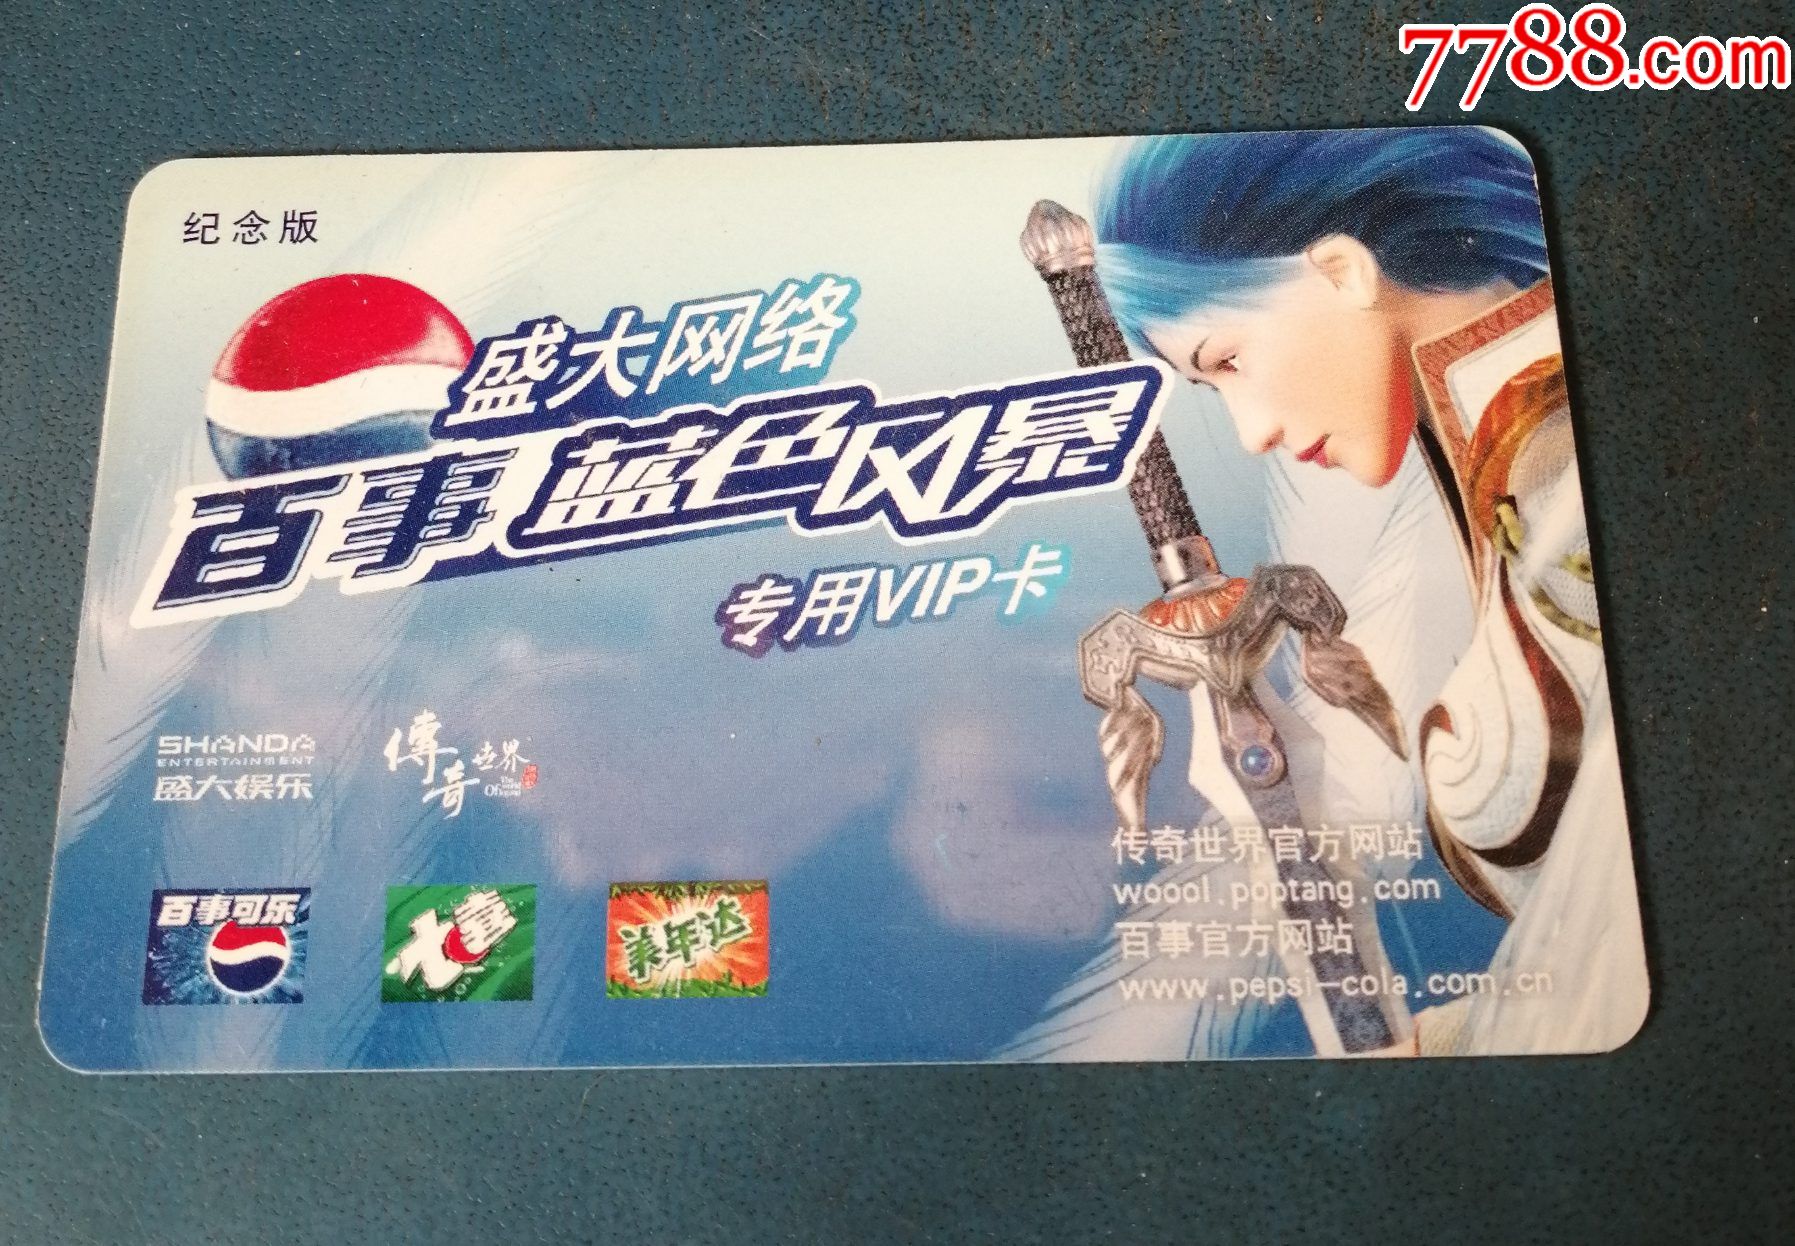 7788.com
纪念版
盛大网络
百事蓝色风暴
专用VIP卡
SHANDA
ENTERTAINMENT
盛大娱乐
傳奇世界
传奇世界官方网站
woool.poptang.com
百事官方网站
www.pepsi-cola.com.cn
百事可乐
七喜
美年达